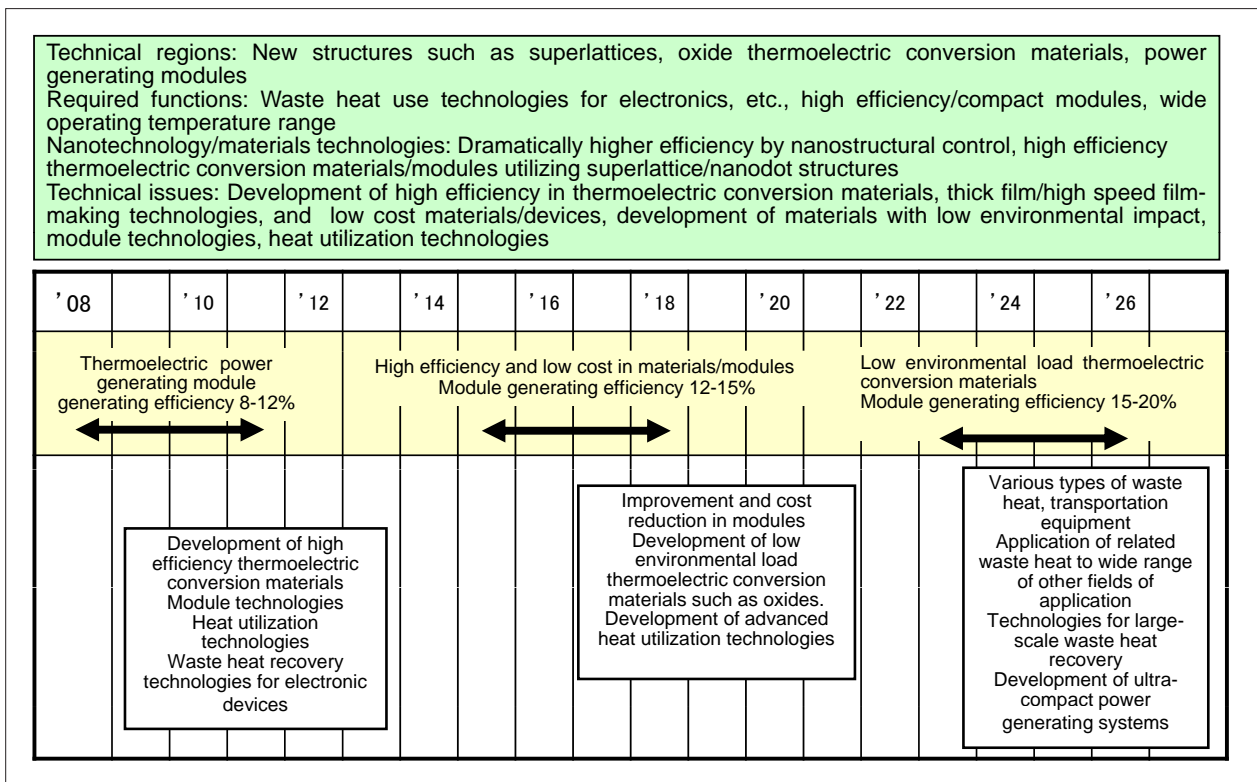 Technical regions: New structures such as superlattices, oxide thermoelectric conversion materials, power
generating modules
Required functions: Waste heat use technologies for electronics, etc., high efficiency/compact modules, wide
operating temperature range
Nanotechnology/materials technologies: Dramatically higher efficiency by nanostructural control, high efficiency
thermoelectric conversion materials/modules utilizing superlattice/nanodot structures
Technical issues: Development of high efficiency in thermoelectric conversion materials, thick film/high speed film-
making technologies, and low cost materials/devices, development of materials with low environmental impact,
module technologies, heat utilization technologies
'08 '10 '12 '14 '16 '18 '20 '22 '24 '26
Thermoelectric power
generating module
generating efficiency 8-12%
High efficiency and low cost in materials/modules
Module generating efficiency 12-15%
Low environmental load thermoelectric
conversion materials
Module generating efficiency 15-20%
Development of high
efficiency thermoelectric
conversion materials
Module technologies
Heat utilization
technologies
Waste heat recovery
technologies for electronic
devices
Improvement and cost
reduction in modules
Development of low
environmental load
thermoelectric conversion
materials such as oxides.
Development of advanced
heat utilization technologies
Various types of waste
heat, transportation
equipment
Application of related
waste heat to wide range
of other fields of
application
Technologies for large-
scale waste heat
recovery
Development of ultra-
compact power
generating systems